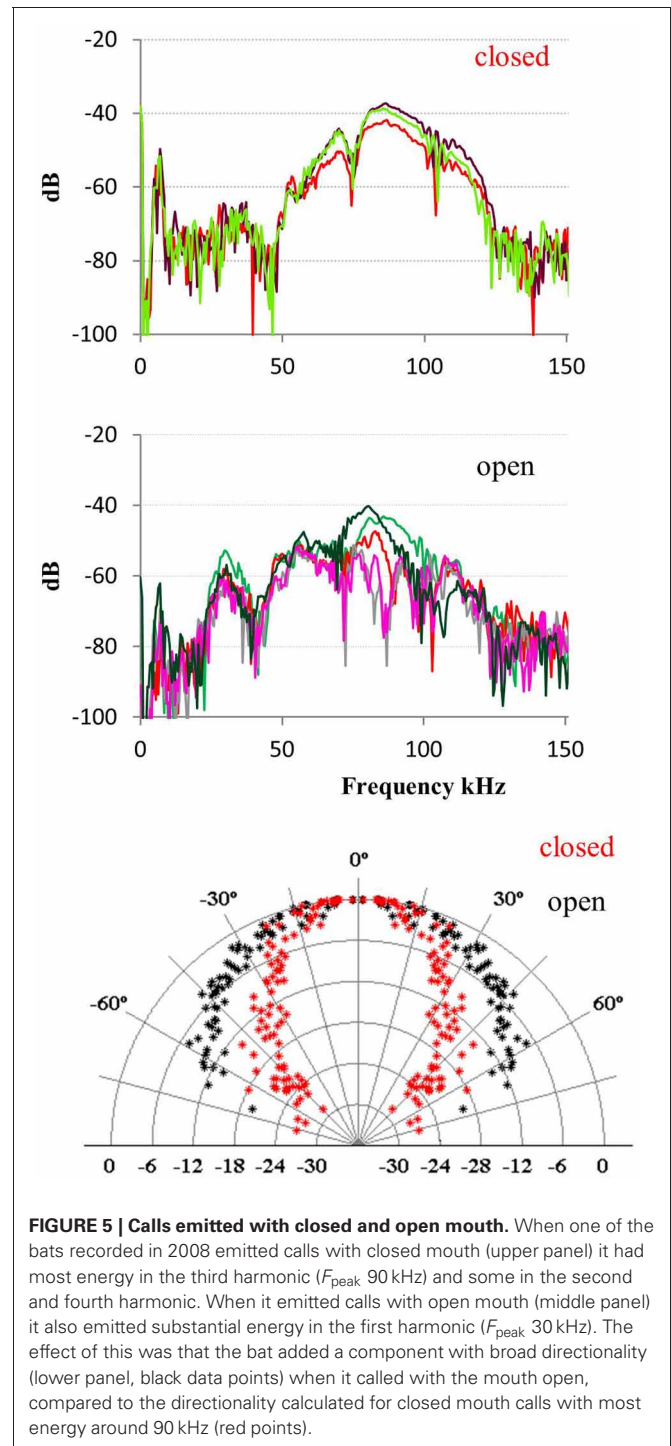 closed
-20
-40
-60
-80
-100
dB
0 50 100 150
open
-20
-40
-60
-80
-100
dB
0 50 100 150
Frequency kHz
closed
open
0°
-30° 30°
-60° 60°
0 -6 -12 -18 -24 -30 -30 -24 -28 -12 -6 0
FIGURE 5 | Calls emitted with closed and open mouth. When one of the
bats recorded in 2008 emitted calls with closed mouth (upper panel) it had
most energy in the third harmonic (Fpeak 90 kHz) and some in the second
and fourth harmonic. When it emitted calls with open mouth (middle panel)
it also emitted substantial energy in the first harmonic (Fpeak 30 kHz). The
effect of this was that the bat added a component with broad directionality
(lower panel, black data points) when it called with the mouth open,
compared to the directionality calculated for closed mouth calls with most
energy around 90 kHz (red points).